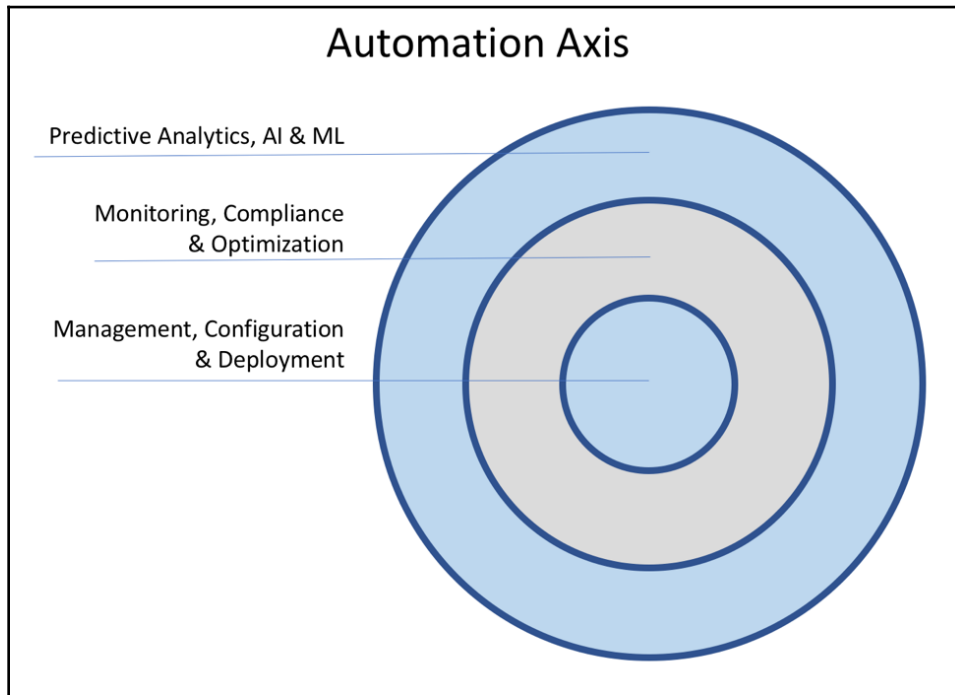 Automation Axis
Predictive Analytics, AI & ML
Monitoring, Compliance
& Optimization
Management, Configuration
& Deployment